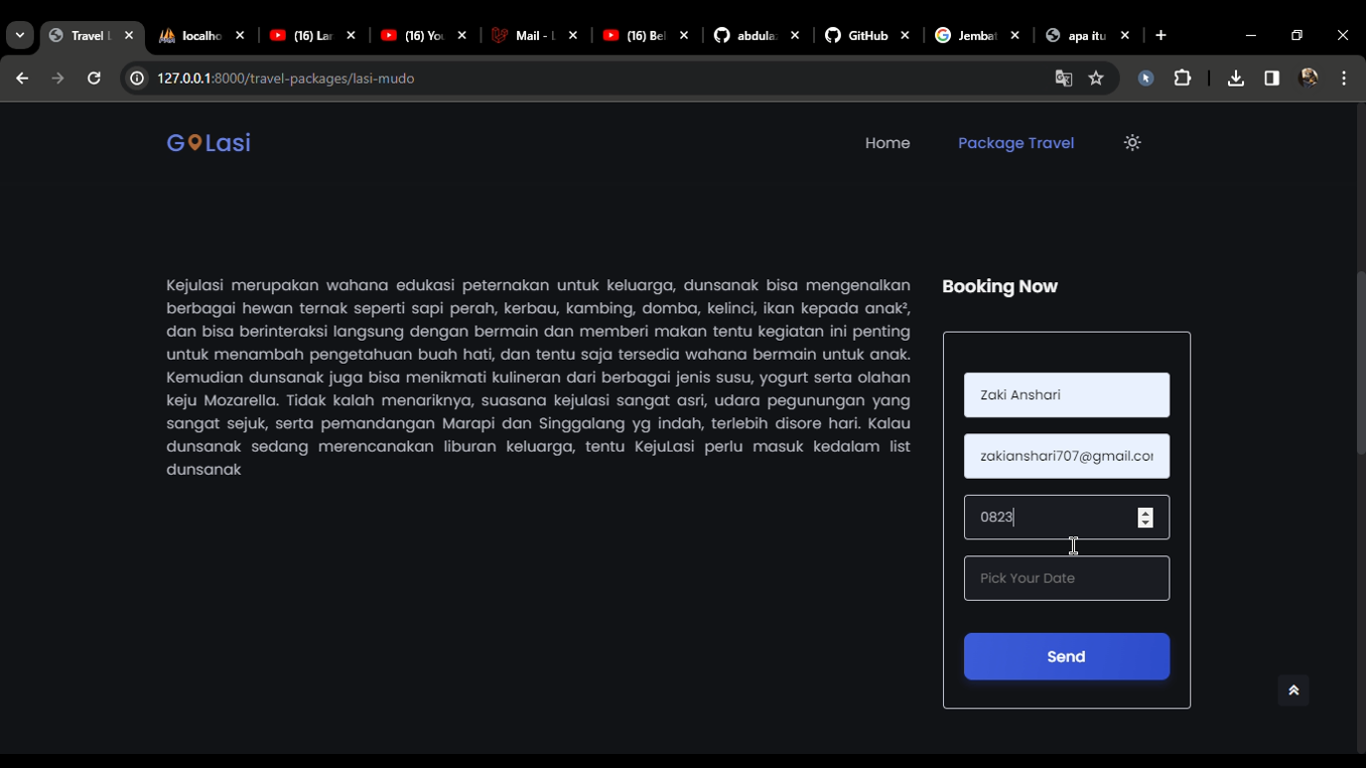 Travel
localho
(16) Lar
(16) You
Mail - L
(16) Bel
abdula
GitHub
Jembat
apa itu
127.0.0.1:8000/travel-packages/lasi-mudo
GoLasi
Home
Package Travel
Kejulasi merupakan wahana edukasi peternakan untuk keluarga, dunsanak bisa mengenalkan
berbagai hewan ternak seperti sapi perah, kerbau, kambing, domba, kelinci, ikan kepada anak²,
dan bisa berinteraksi langsung dengan bermain dan memberi makan tentu kegiatan ini penting
untuk menambah pengetahuan buah hati, dan tentu saja tersedia wahana bermain untuk anak.
Kemudian dunsanak juga bisa menikmati kulineran dari berbagai jenis susu, yogurt serta olahan
keju Mozarella. Tidak kalah menariknya, suasana kejulasi sangat asri, udara pegunungan yang
sangat sejuk, serta pemandangan Marapi dan Singgalang yg indah, terlebih disore hari. Kalau
dunsanak sedang merencanakan liburan keluarga, tentu KejuLasi perlu masuk kedalam list
dunsanak
Booking Now
Zaki Anshari
zakianshari707@gmail.com
0823
Pick Your Date
Send